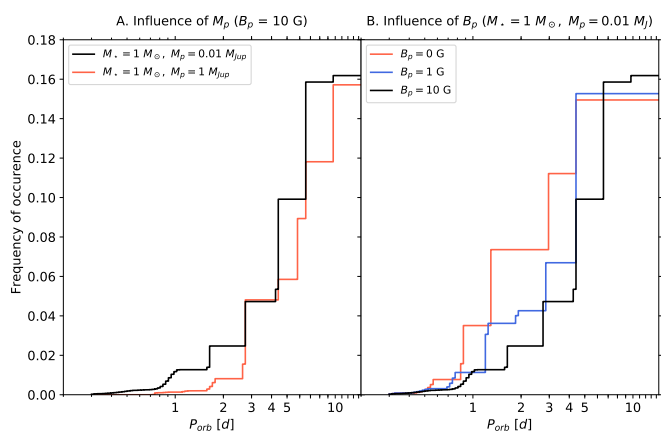 A. Influence of M_p (B_p = 10 G)
B. Influence of B_p (M⋆ = 1 M⊙, M_p = 0.01 M_J)
M⋆ = 1 M⊙, M_p = 0.01 M_Jup
M⋆ = 1 M⊙, M_p = 1 M_Jup
B_p = 0 G
B_p = 1 G
B_p = 10 G
Frequency of occurence
0.18
0.16
0.14
0.12
0.10
0.08
0.06
0.04
0.02
0.00
1 2 3 4 5 10
1 2 3 4 5 10
P_orb [d]
P_orb [d]